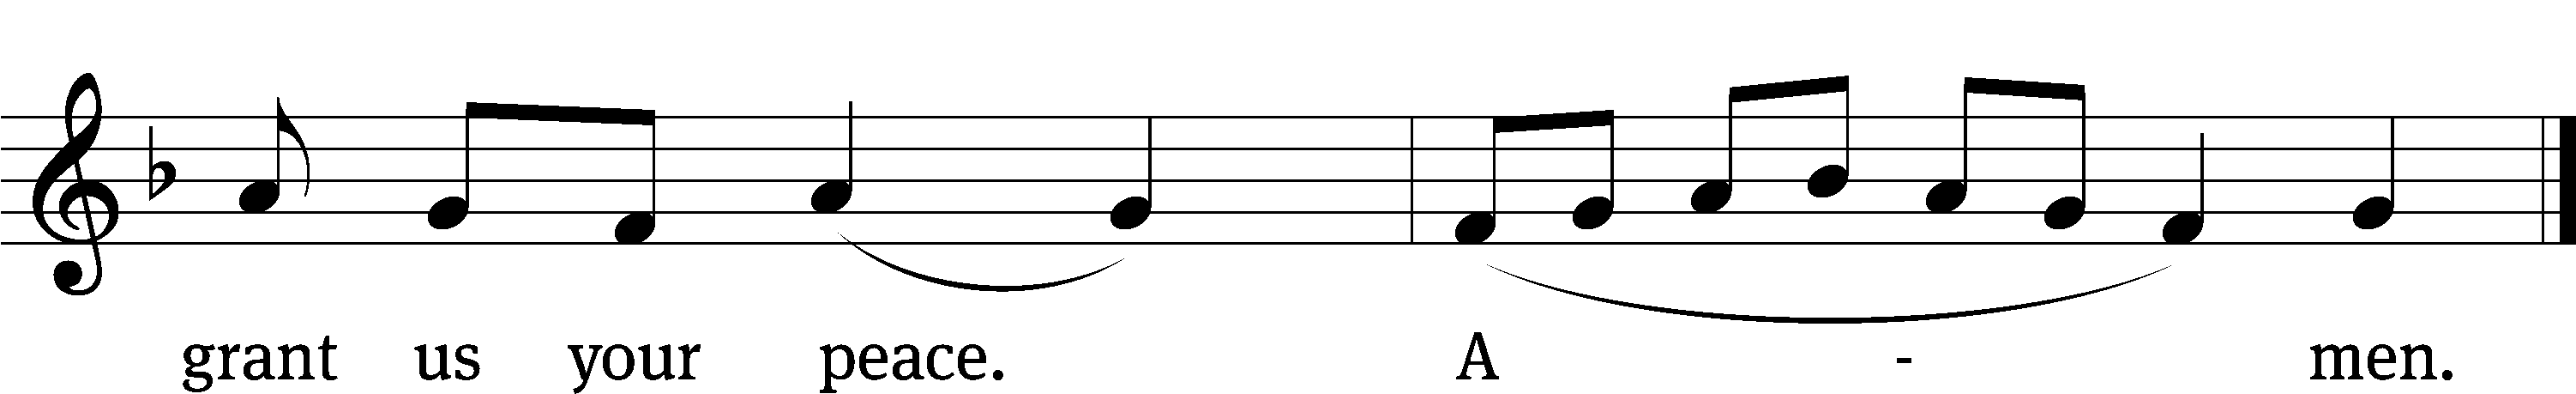 grant us your peace. A - men.